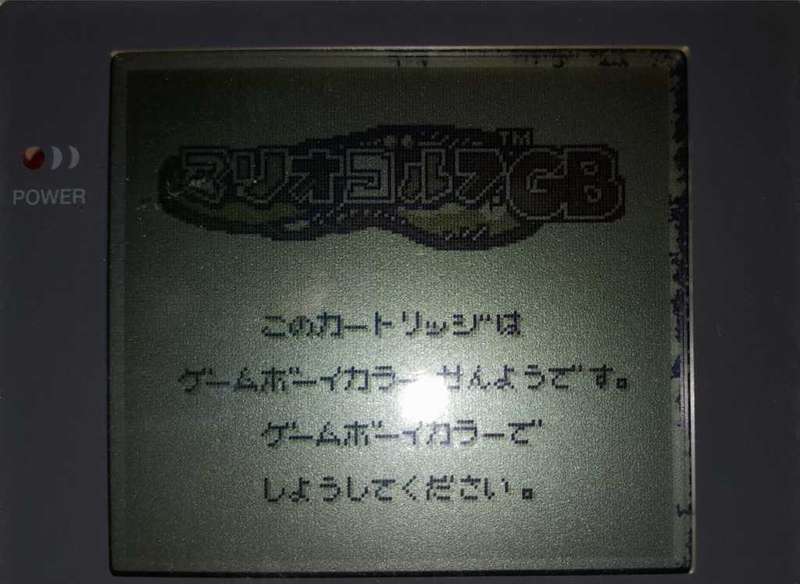 マリオゴルフGB™
POWER
このカートリッジは
ゲームボーイカラーせんようです。
ゲームボーイカラーで
しようしてください。